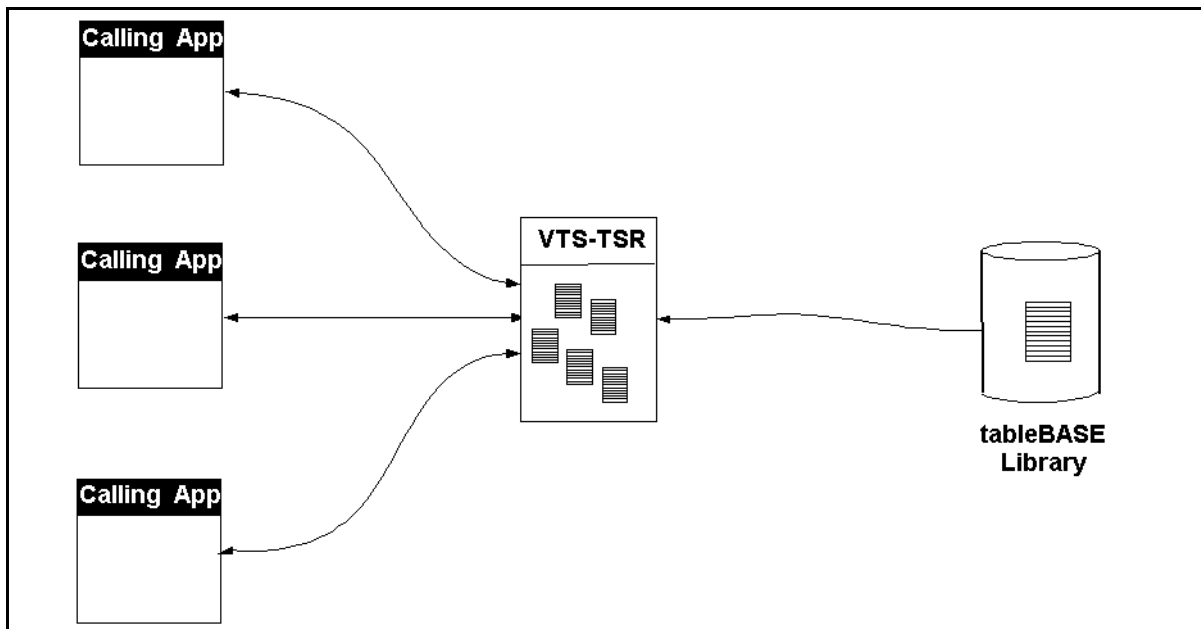 Calling App
Calling App
Calling App
VTS-TSR
tableBASE
Library